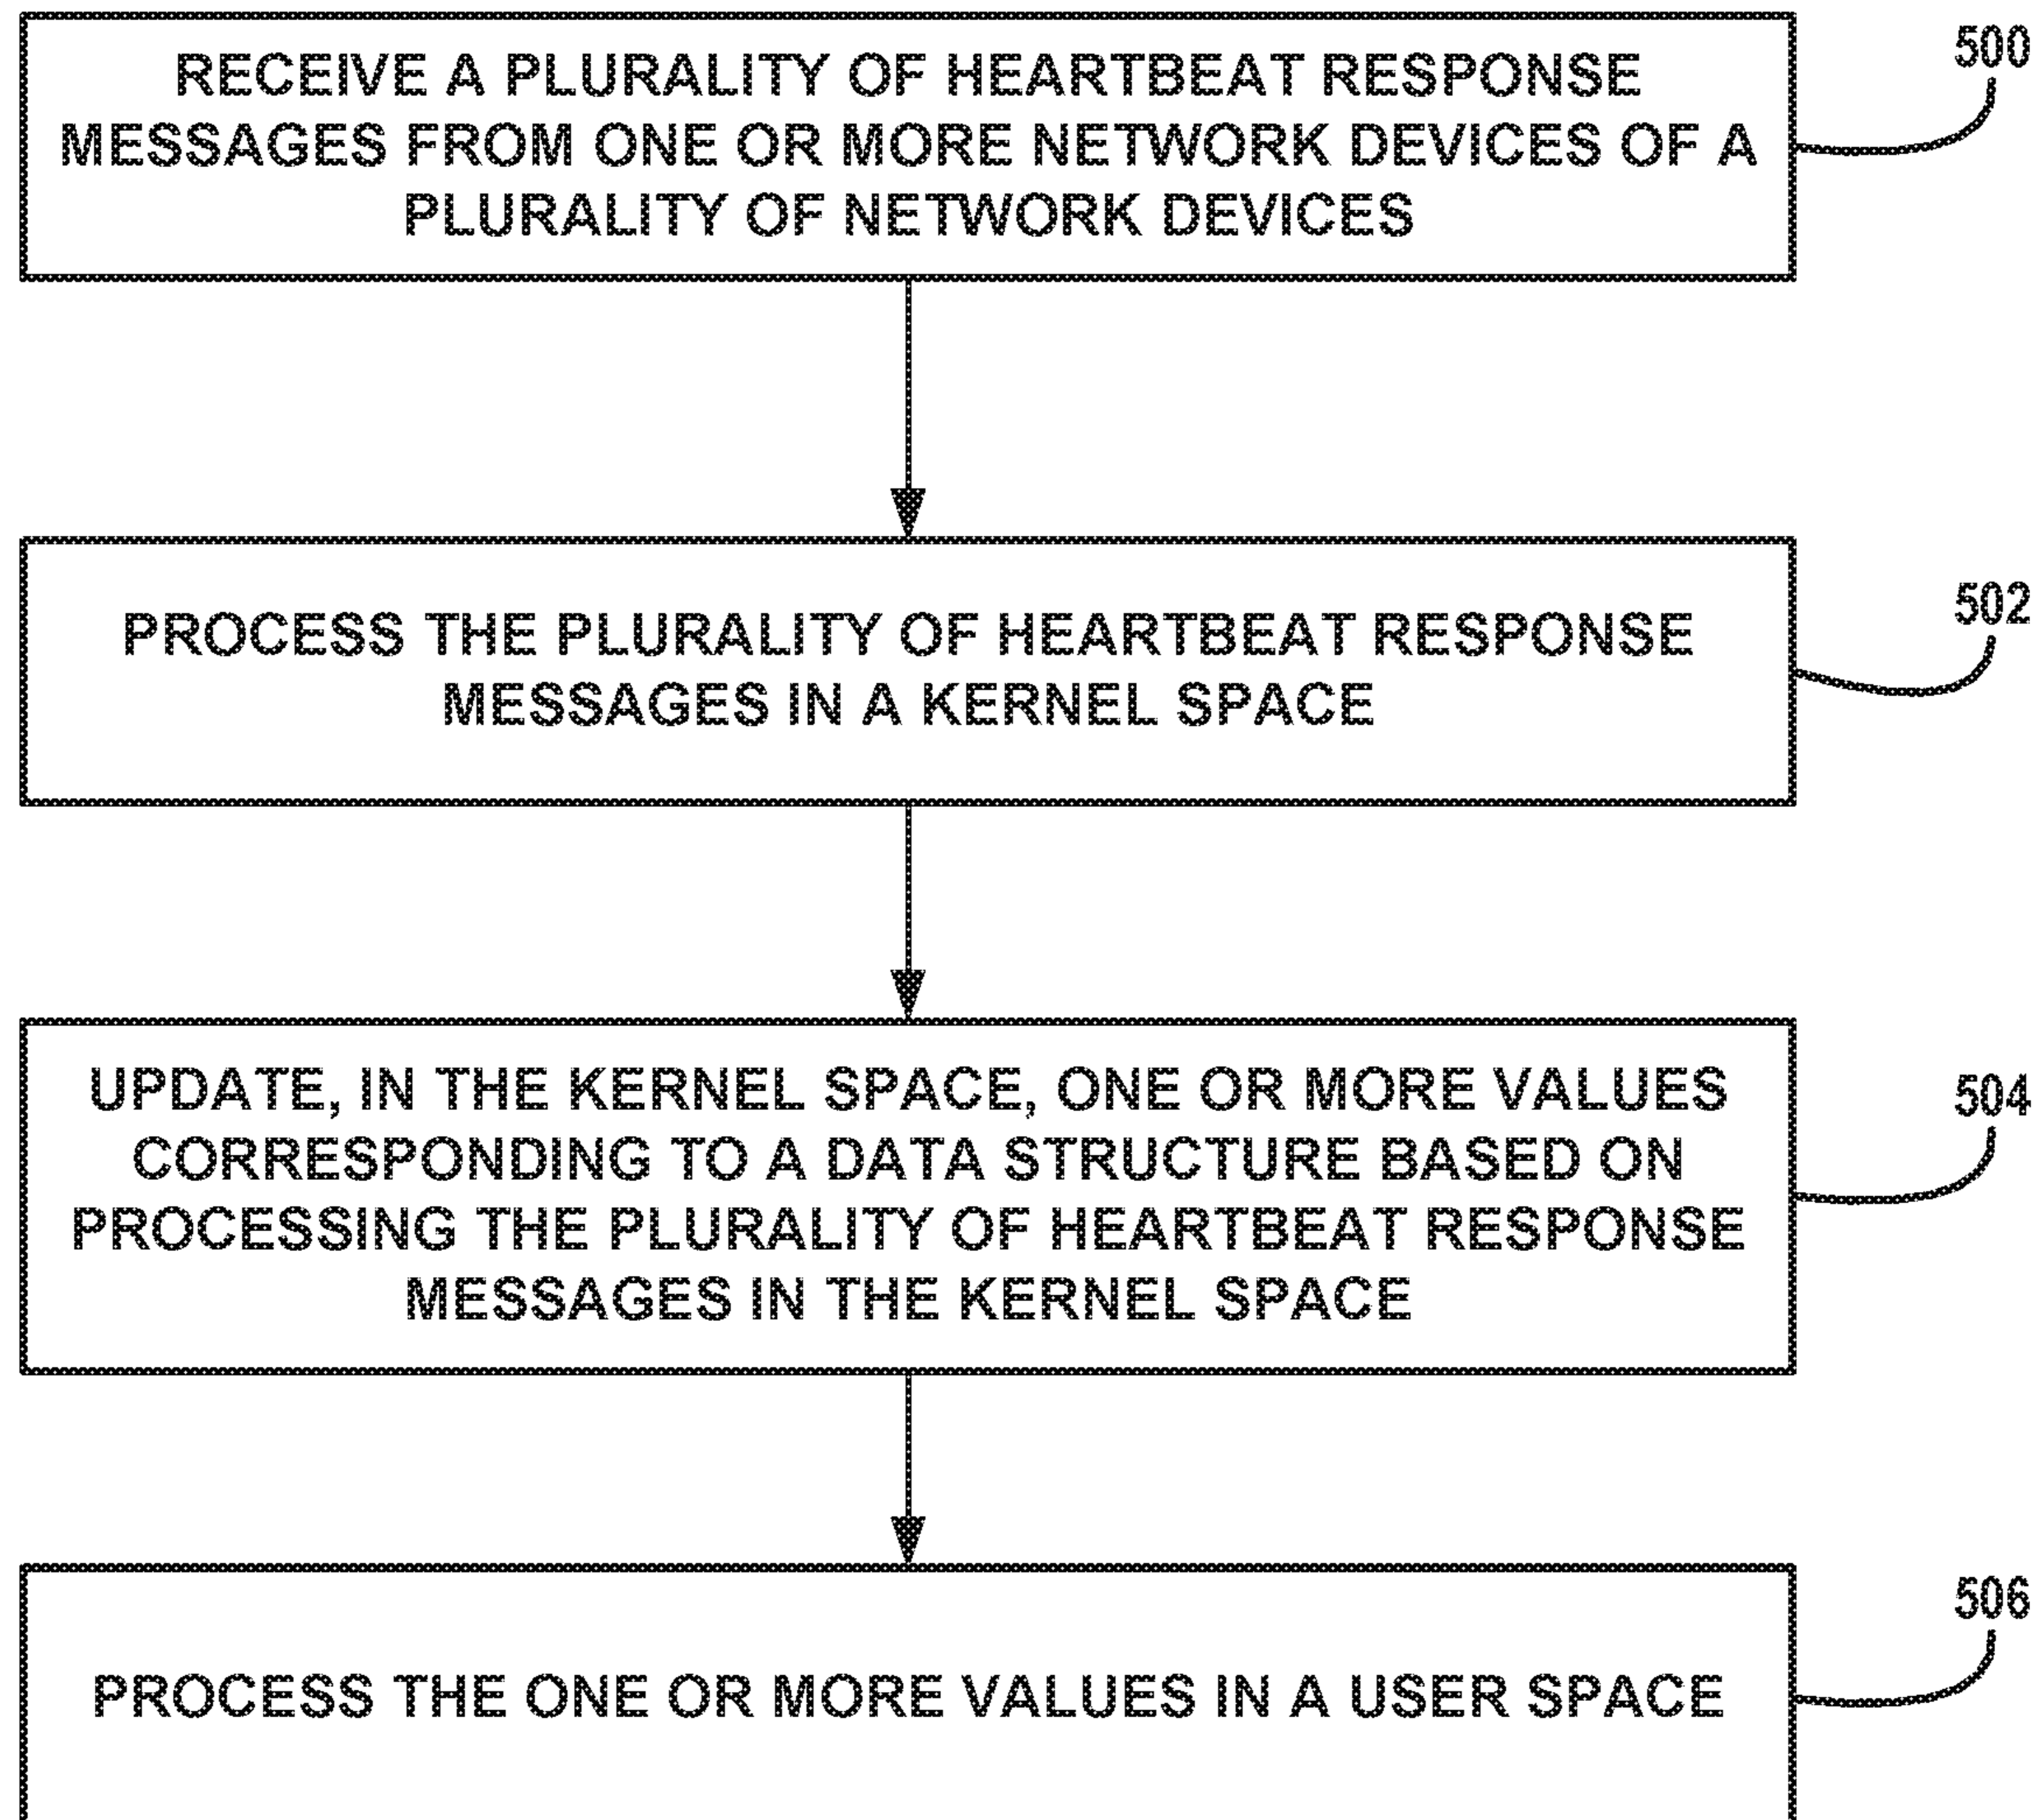 RECEIVE A PLURALITY OF HEARTBEAT RESPONSE
MESSAGES FROM ONE OR MORE NETWORK DEVICES OF A
PLURALITY OF NETWORK DEVICES
500
PROCESS THE PLURALITY OF HEARTBEAT RESPONSE
MESSAGES IN A KERNEL SPACE
502
UPDATE, IN THE KERNEL SPACE, ONE OR MORE VALUES
CORRESPONDING TO A DATA STRUCTURE BASED ON
PROCESSING THE PLURALITY OF HEARTBEAT RESPONSE
MESSAGES IN THE KERNEL SPACE
504
PROCESS THE ONE OR MORE VALUES IN A USER SPACE
506